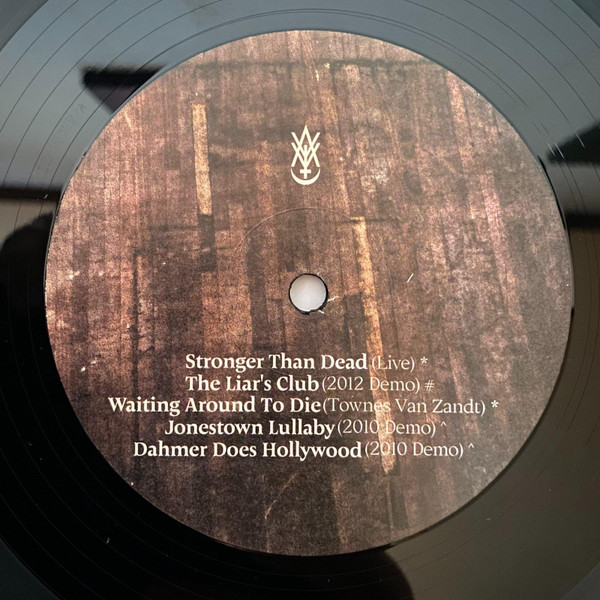 Stronger Than Dead (Live) *
The Liar's Club (2012 Demo) #
Waiting Around To Die (Townes Van Zandt) *
Jonestown Lullaby (2010 Demo) ^
Dahmer Does Hollywood (2010 Demo) ^